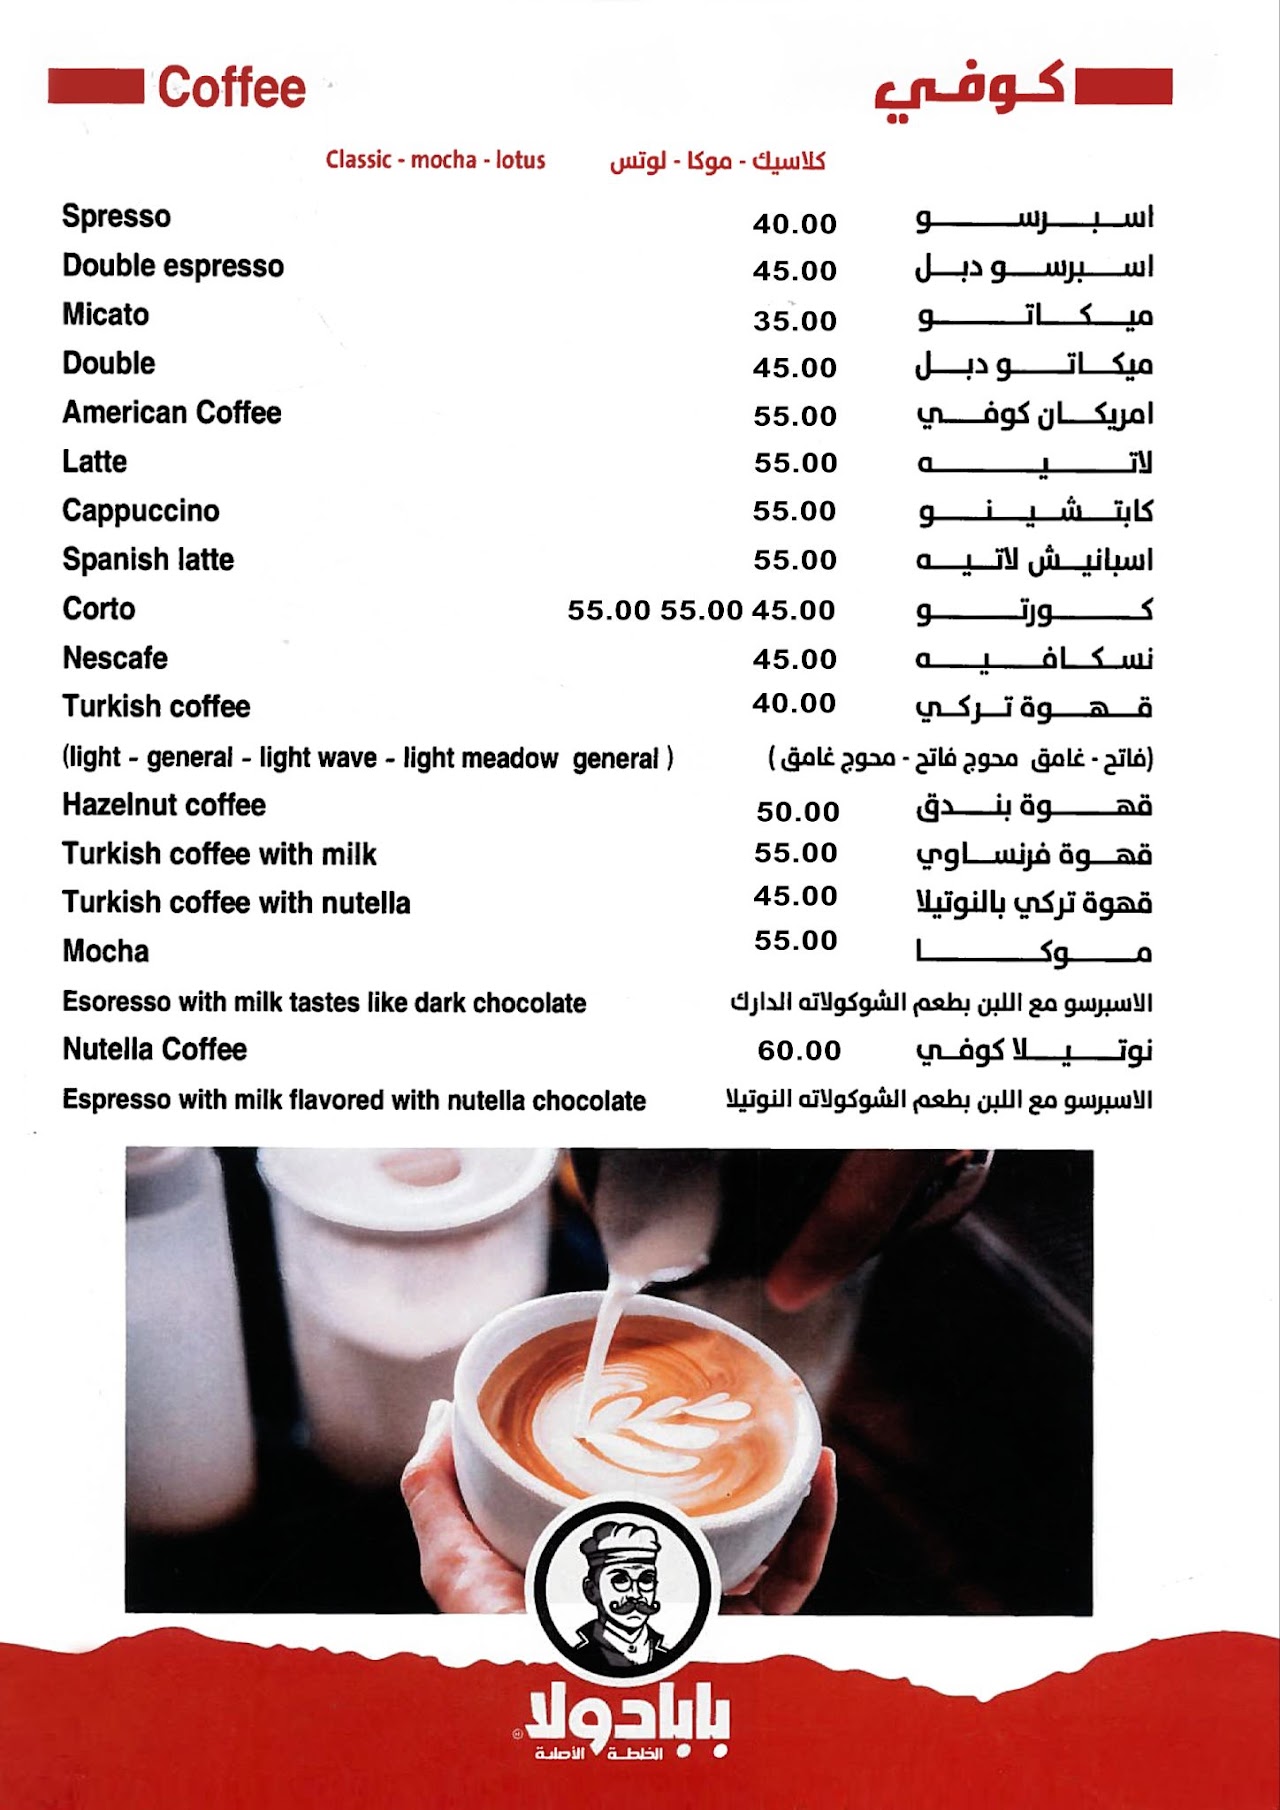 Coffee كوفي
Classic - mocha - lotus كلاسيك - موكا - لوتس
Spresso 40.00 اسبرسو
Double espresso 45.00 اسبرسو دبل
Micato 35.00 ميكاتو
Double 45.00 ميكاتو دبل
American Coffee 55.00 امريكان كوفي
Latte 55.00 لاتيه
Cappuccino 55.00 كابتشينو
Spanish latte 55.00 اسبانيش لاتيه
Corto 55.00 55.00 45.00 كورتو
Nescafe 45.00 نسكافيه
Turkish coffee 40.00 قهوة تركي
(light - general - light wave - light meadow general ) (فاتح - غامق محوج فاتح - محوج غامق )
Hazelnut coffee 50.00 قهوة بندق
Turkish coffee with milk 55.00 قهوة فرنساوي
Turkish coffee with nutella 45.00 قهوة تركي بالنوتيلا
Mocha 55.00 موكا
Esoresso with milk tastes like dark chocolate الاسبرسو مع اللبن بطعم الشوكولاته الدارك
Nutella Coffee 60.00 نوتيلا كوفي
Espresso with milk flavored with nutella chocolate الاسبرسو مع اللبن بطعم الشوكولاته النوتيلا
بابادولا
الخلطة الأصلية